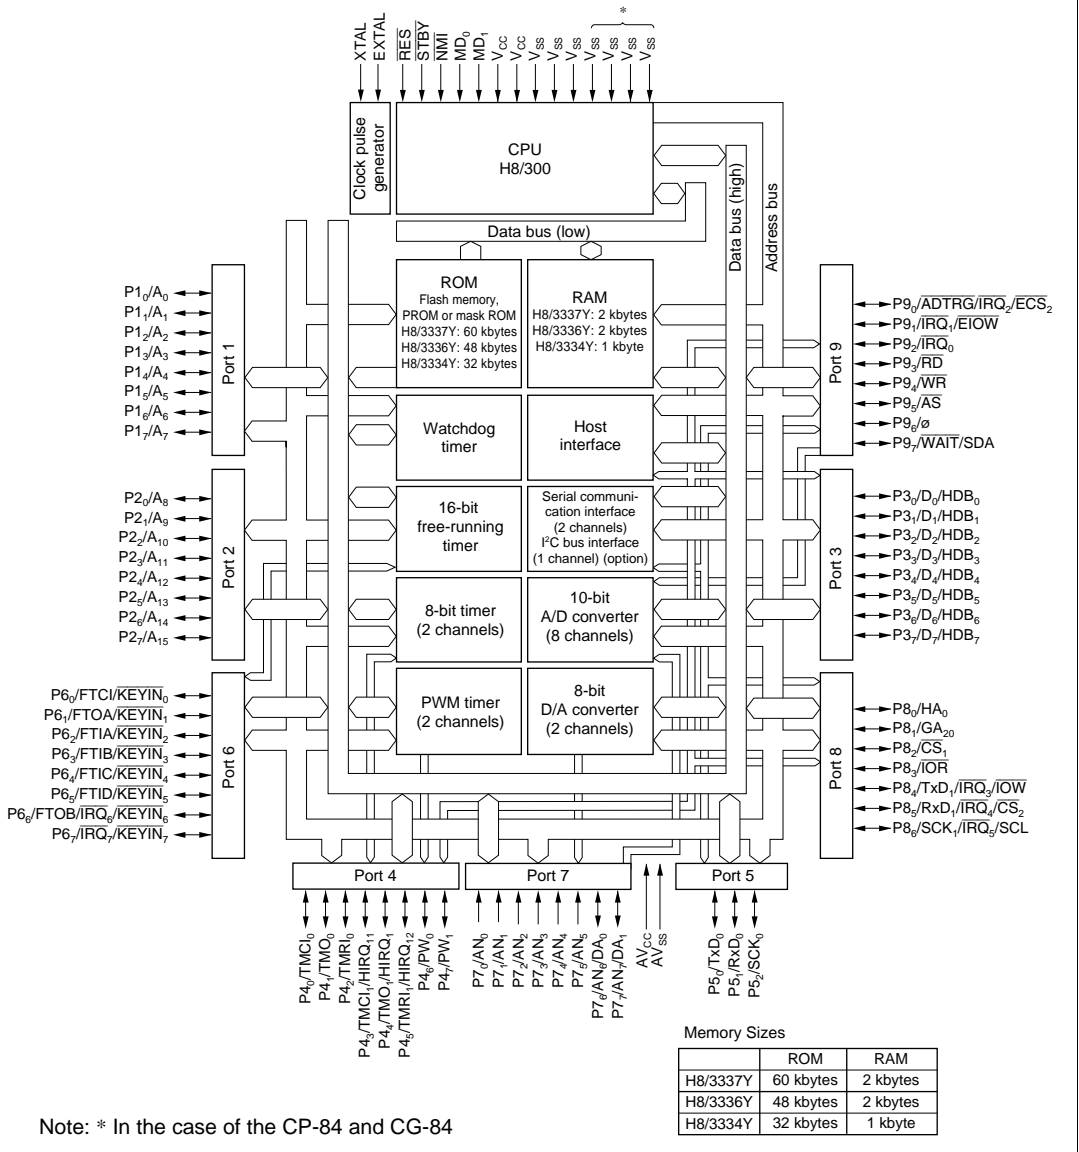 *
XTAL
EXTAL
RES
STBY
NMI
MD0
MD1
VCC
VCC
VSS
VSS
VSS
VSS
VSS
VSS
VSS
Clock pulse
generator
CPU
H8/300
Data bus (low)
Data bus (high)
Address bus
ROM
Flash memory,
PROM or mask ROM
H8/3337Y: 60 kbytes
H8/3336Y: 48 kbytes
H8/3334Y: 32 kbytes
RAM
H8/3337Y: 2 kbytes
H8/3336Y: 2 kbytes
H8/3334Y: 1 kbyte
Watchdog
timer
Host
interface
16-bit
free-running
timer
Serial communi-
cation interface
(2 channels)
I²C bus interface
(1 channel) (option)
8-bit timer
(2 channels)
10-bit
A/D converter
(8 channels)
PWM timer
(2 channels)
8-bit
D/A converter
(2 channels)
P10/A0
P11/A1
P12/A2
P13/A3
P14/A4
P15/A5
P16/A6
P17/A7
Port 1
P20/A8
P21/A9
P22/A10
P23/A11
P24/A12
P25/A13
P26/A14
P27/A15
Port 2
P60/FTCI/KEYIN0
P61/FTOA/KEYIN1
P62/FTIA/KEYIN2
P63/FTIB/KEYIN3
P64/FTIC/KEYIN4
P65/FTID/KEYIN5
P66/FTOB/IRQ6/KEYIN6
P67/IRQ7/KEYIN7
Port 6
Port 9
P90/ADTRG/IRQ2/ECS2
P91/IRQ1/EIOW
P92/IRQ0
P93/RD
P94/WR
P95/AS
P96/ø
P97/WAIT/SDA
Port 3
P30/D0/HDB0
P31/D1/HDB1
P32/D2/HDB2
P33/D3/HDB3
P34/D4/HDB4
P35/D5/HDB5
P36/D6/HDB6
P37/D7/HDB7
Port 8
P80/HA0
P81/GA20
P82/CS1
P83/IOR
P84/TxD1/IRQ3/IOW
P85/RxD1/IRQ4/CS2
P86/SCK1/IRQ5/SCL
Port 4
Port 7
Port 5
P40/TMCI0
P41/TMO0
P42/TMRI0
P43/TMCI1/HIRQ11
P44/TMO1/HIRQ1
P45/TMRI1/HIRQ12
P46/PW0
P47/PW1
P70/AN0
P71/AN1
P72/AN2
P73/AN3
P74/AN4
P75/AN5
P76/AN6/DA0
P77/AN7/DA1
AVCC
AVSS
P50/TxD0
P51/RxD0
P52/SCK0
Memory Sizes
ROM RAM
H8/3337Y 60 kbytes 2 kbytes
H8/3336Y 48 kbytes 2 kbytes
H8/3334Y 32 kbytes 1 kbyte
Note: * In the case of the CP-84 and CG-84